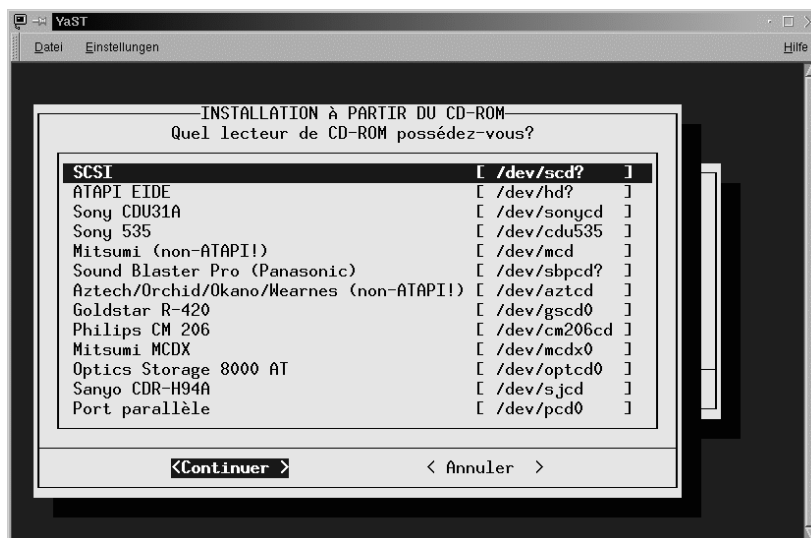 YaST
Datei Einstellungen Hilfe
INSTALLATION à PARTIR DU CD-ROM
Quel lecteur de CD-ROM possédez-vous?
SCSI [ /dev/scd? ]
ATAPI EIDE [ /dev/hd? ]
Sony CDU31A [ /dev/sonycd ]
Sony 535 [ /dev/cdu535 ]
Mitsumi (non-ATAPI!) [ /dev/mcd ]
Sound Blaster Pro (Panasonic) [ /dev/sbpcd? ]
Aztech/Orchid/Okano/Wearnes (non-ATAPI!) [ /dev/aztcd ]
Goldstar R-420 [ /dev/gscd0 ]
Philips CM 206 [ /dev/cm206cd ]
Mitsumi MCDX [ /dev/mcdx0 ]
Optics Storage 8000 AT [ /dev/optcd0 ]
Sanyo CDR-H94A [ /dev/sjcd ]
Port parallèle [ /dev/pcd0 ]
<Continuer > < Annuler >